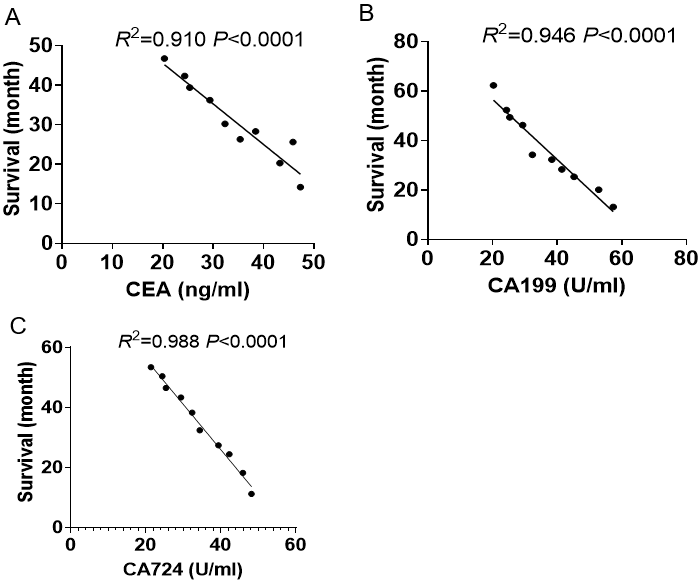 A
R²=0.910 P<0.0001
Survival (month)
50
40
30
20
10
0
0 10 20 30 40 50
CEA (ng/ml)
B
R²=0.946 P<0.0001
Survival (month)
80
60
40
20
0
0 20 40 60 80
CA199 (U/ml)
C
R²=0.988 P<0.0001
Survival (month)
60
40
20
0
0 20 40 60
CA724 (U/ml)